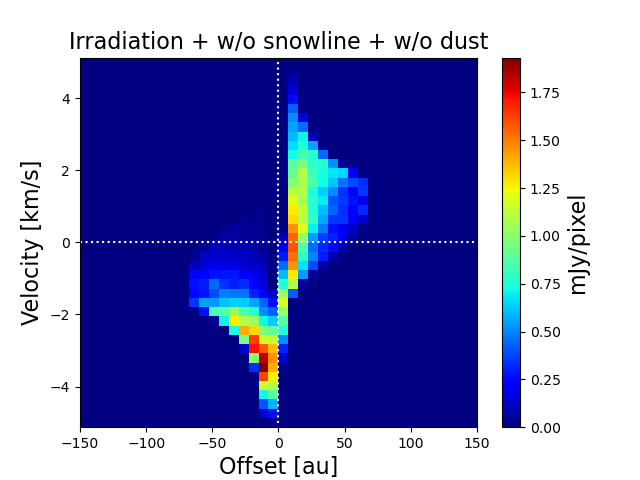 Irradiation + w/o snowline + w/o dust
Velocity [km/s]
4
2
0
−2
−4
−150 −100 −50 0 50 100 150
Offset [au]
1.75
1.50
1.25
1.00
0.75
0.50
0.25
0.00
mJy/pixel